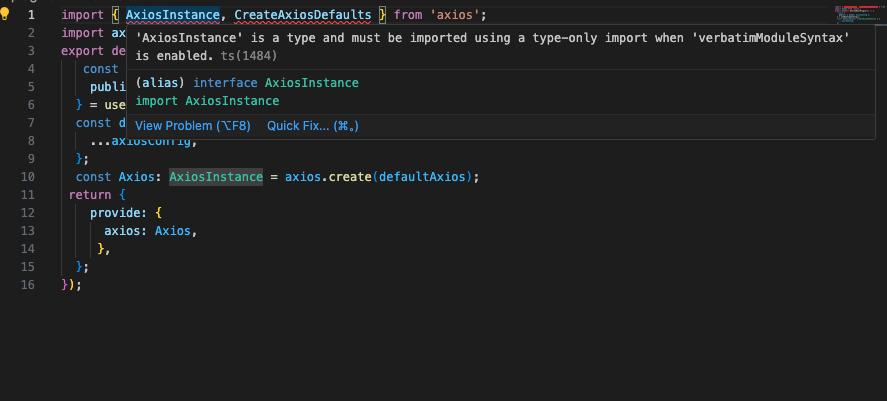 1 import { AxiosInstance, CreateAxiosDefaults } from 'axios';
2 import ax
'AxiosInstance' is a type and must be imported using a type-only import when 'verbatimModuleSyntax'
is enabled. ts(1484)
3 export de
4 const
(alias) interface AxiosInstance
5 publi
import AxiosInstance
6 } = use
7 const d
View Problem (⌥F8) Quick Fix... (⌘.)
8 ...axiosConfig,
9 };
10 const Axios: AxiosInstance = axios.create(defaultAxios);
11 return {
12 provide: {
13 axios: Axios,
14 },
15 };
16 });